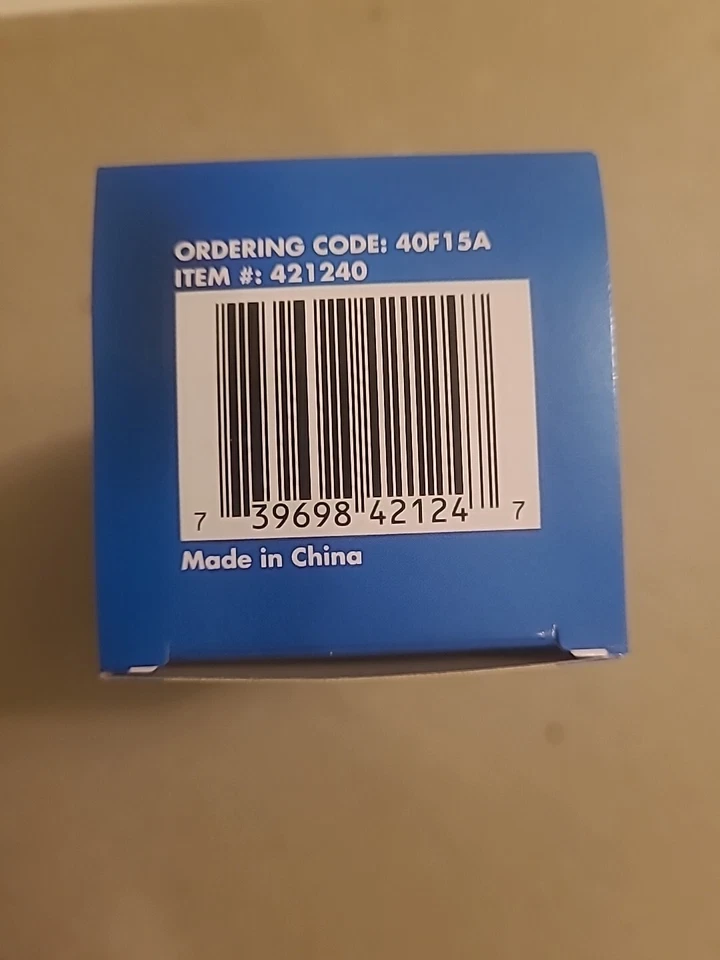 ORDERING CODE: 40F15A
ITEM #: 421240
7 39698 42124 7
Made in China